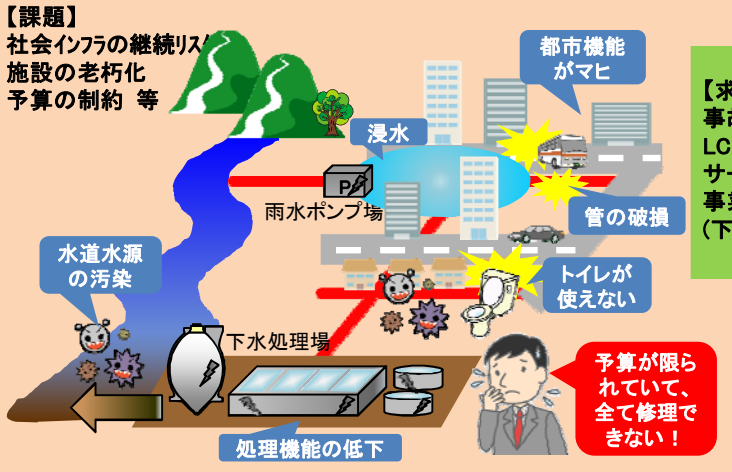 【課題】
社会インフラの継続リスク
施設の老朽化
予算の制約 等
都市機能
がマヒ
浸水
P
雨水ポンプ場
管の破損
水道水源
の汚染
トイレが
使えない
下水処理場
予算が限ら
れていて、
全て修理で
きない！
処理機能の低下
【求
事故
LC
サー
事業
（下